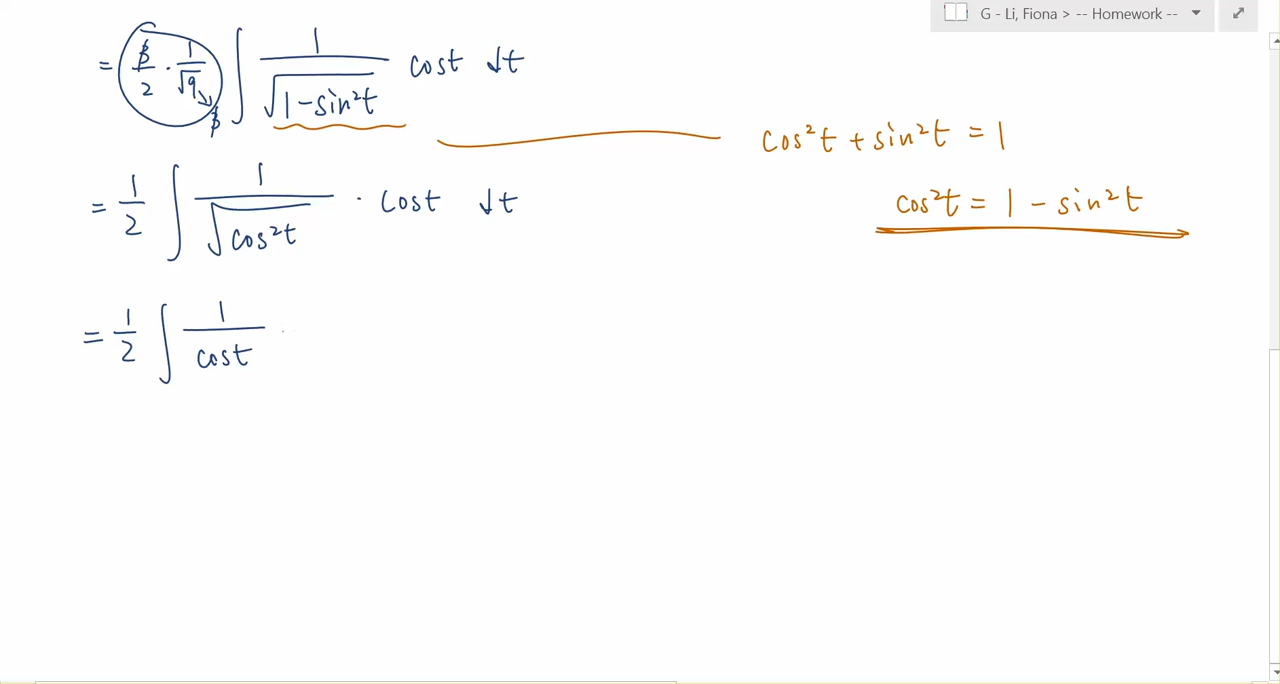 G - Li, Fiona > -- Homework --
= 3/2 · 1/√9 ∫ 1/√(1-sin²t) cost dt
3
cos²t + sin²t = 1
= 1/2 ∫ 1/√(cos²t) · cost dt
cos²t = 1 - sin²t
= 1/2 ∫ 1/cost